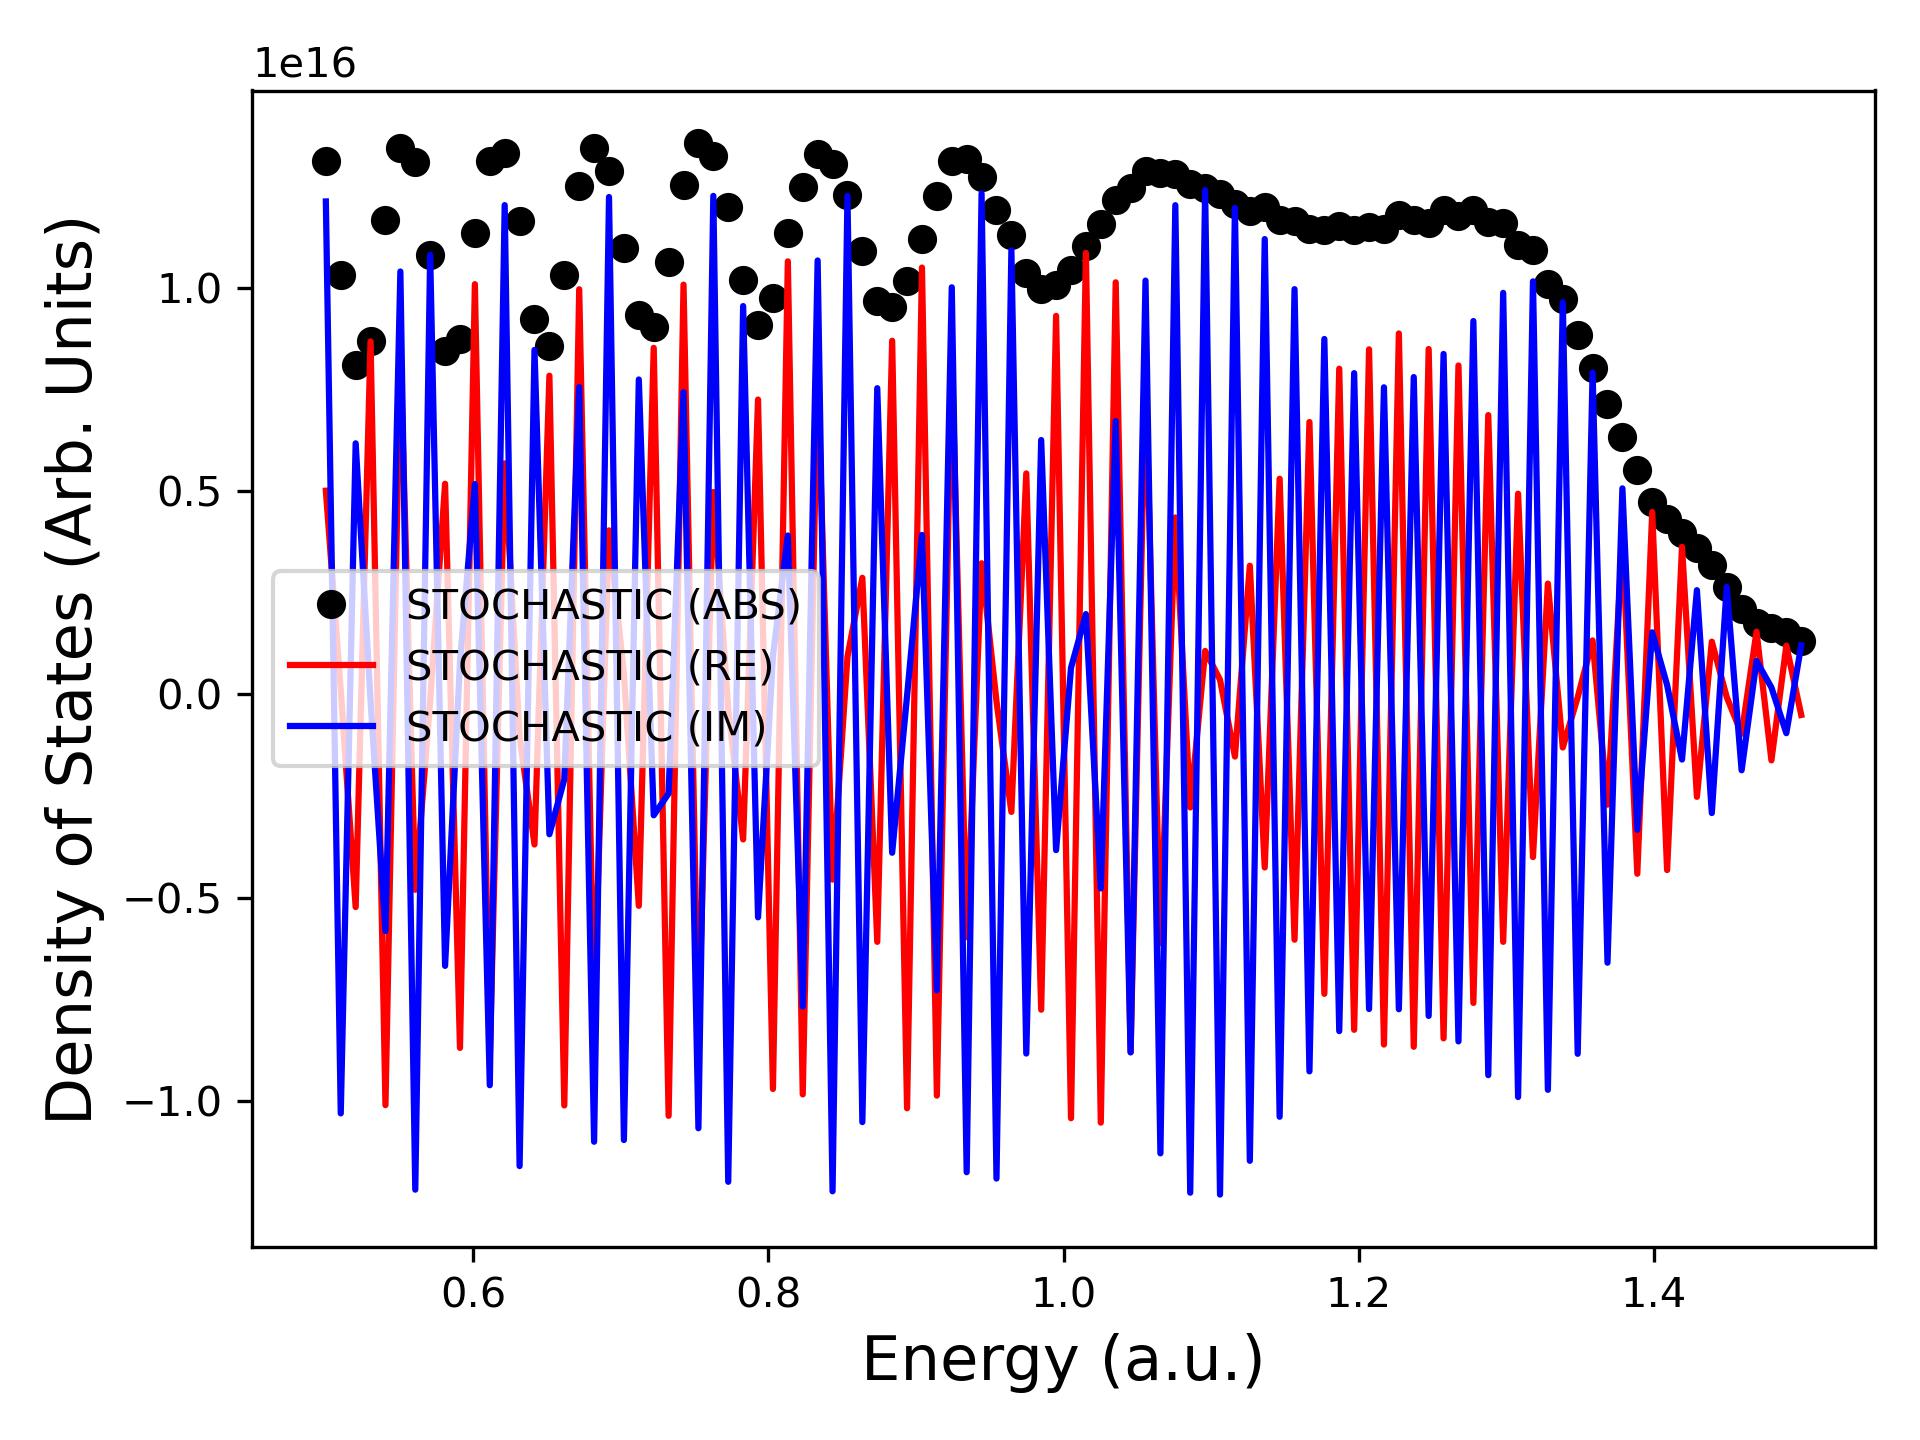 1e16
Density of States (Arb. Units)
1.0
0.5
0.0
−0.5
−1.0
STOCHASTIC (ABS)
STOCHASTIC (RE)
STOCHASTIC (IM)
0.6 0.8 1.0 1.2 1.4
Energy (a.u.)